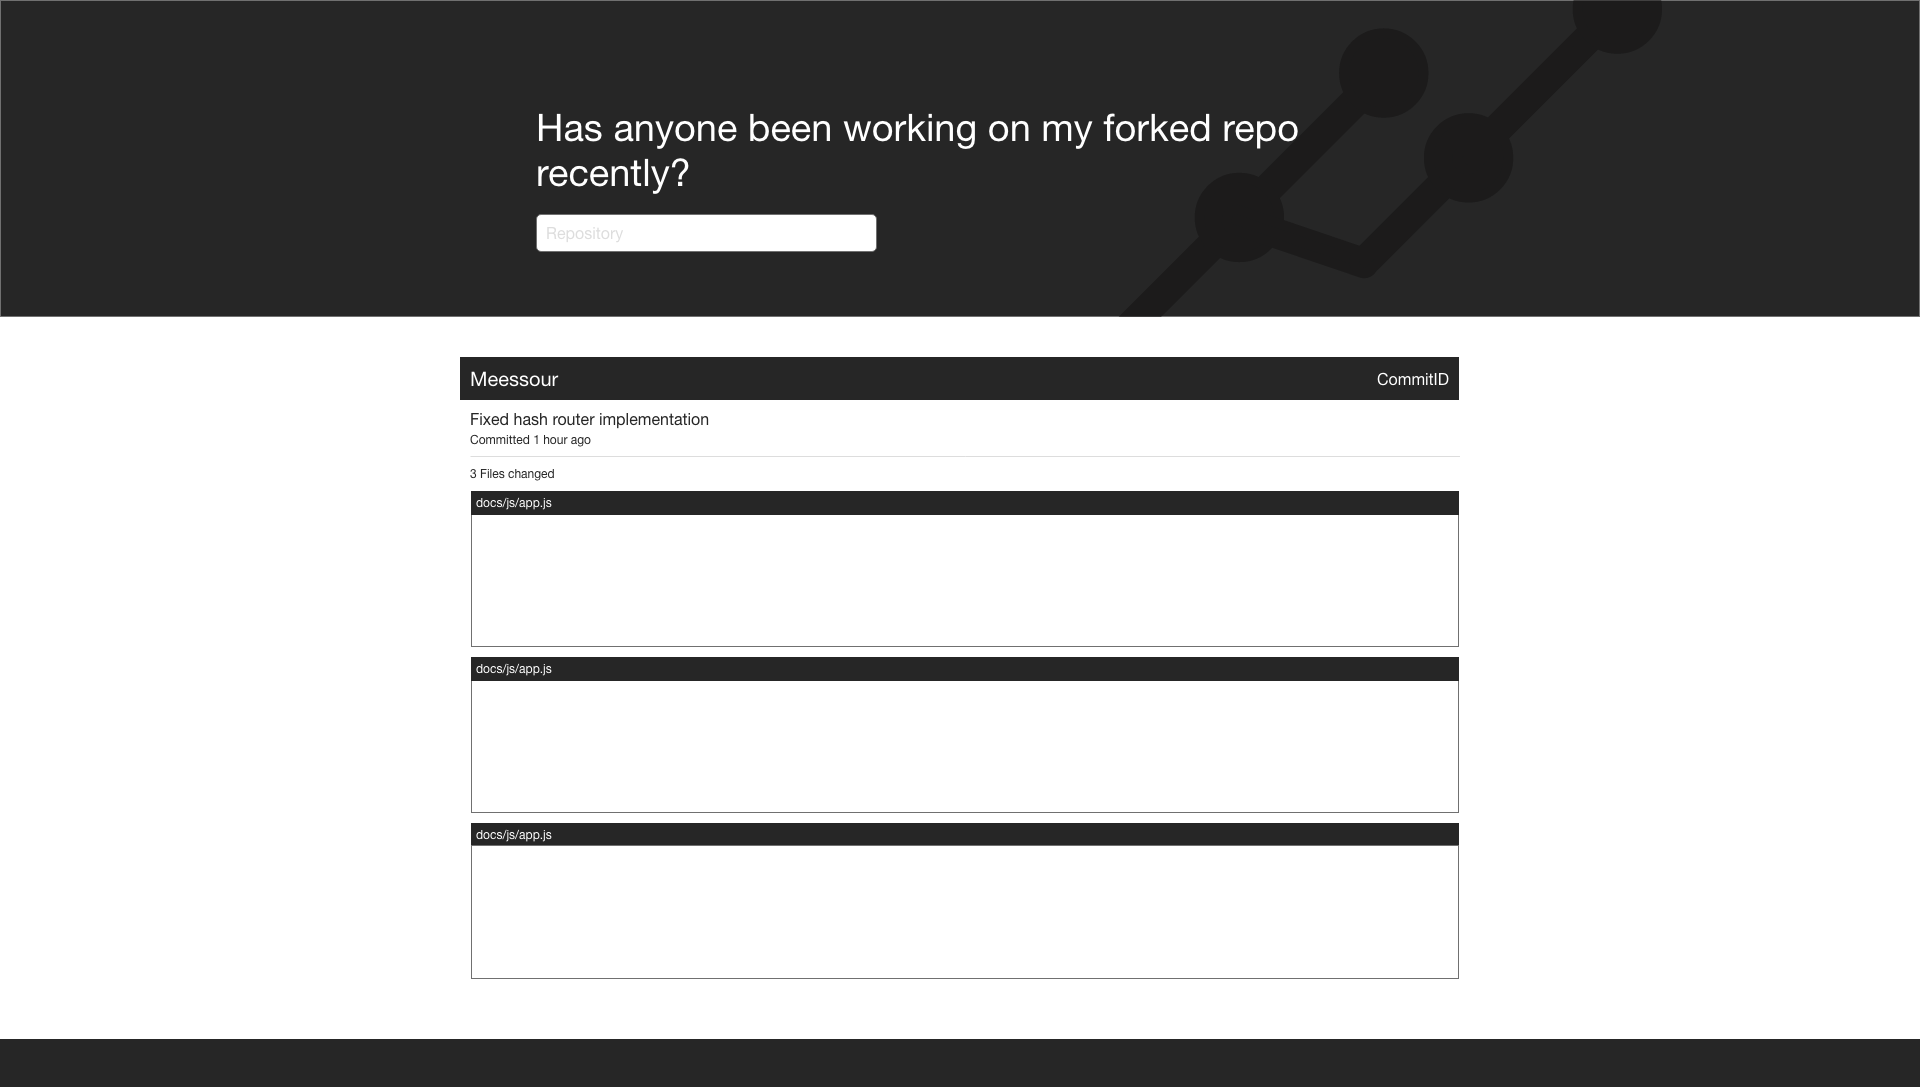 Has anyone been working on my forked repo
recently?
Repository
Meessour
CommitID
Fixed hash router implementation
Committed 1 hour ago
3 Files changed
docs/js/app.js
docs/js/app.js
docs/js/app.js